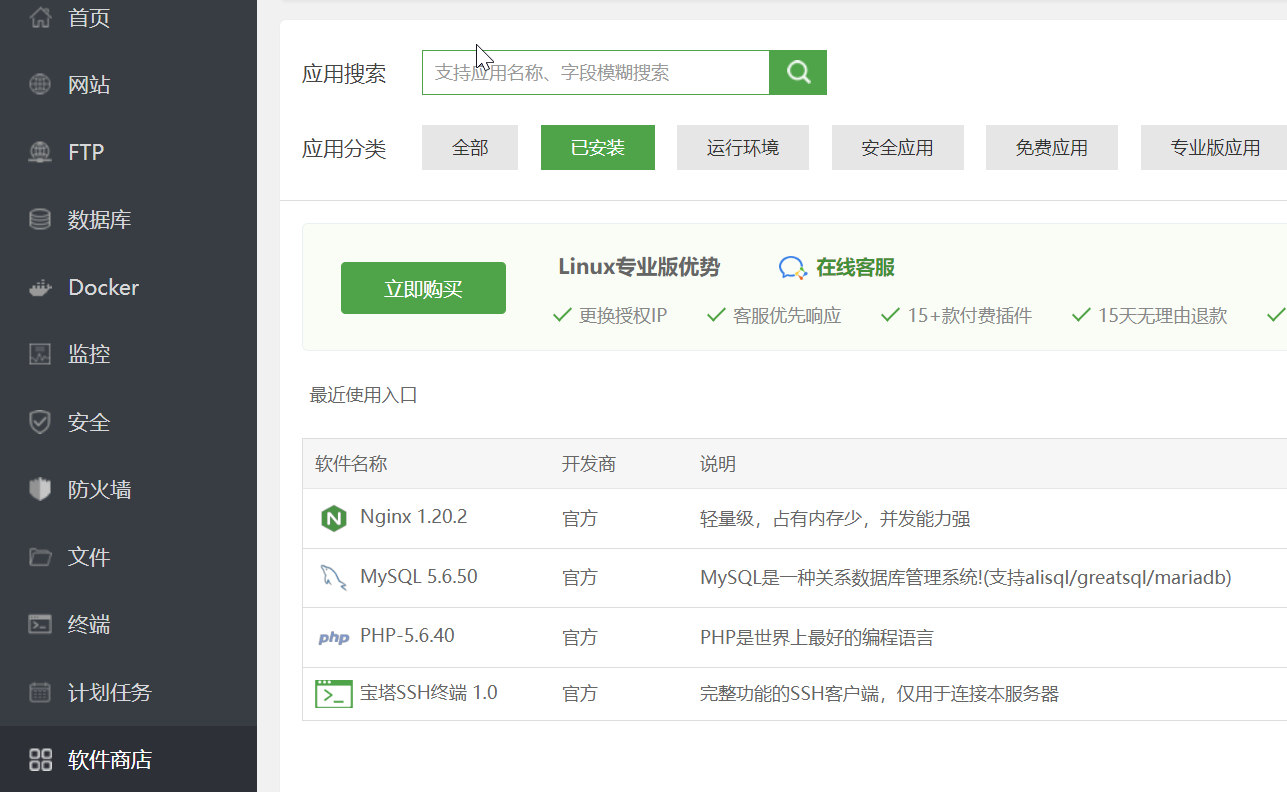 首页
网站
FTP
数据库
Docker
监控
安全
防火墙
文件
终端
计划任务
软件商店
应用搜索 支持应用名称、字段模糊搜索
应用分类 全部 已安装 运行环境 安全应用 免费应用 专业版应用
立即购买
Linux专业版优势 在线客服
更换授权IP 客服优先响应 15+款付费插件 15天无理由退款
最近使用入口
软件名称 开发商 说明
Nginx 1.20.2 官方 轻量级，占有内存少，并发能力强
MySQL 5.6.50 官方 MySQL是一种关系数据库管理系统!(支持alisql/greatsql/mariadb)
php PHP-5.6.40 官方 PHP是世界上最好的编程语言
宝塔SSH终端 1.0 官方 完整功能的SSH客户端，仅用于连接本服务器